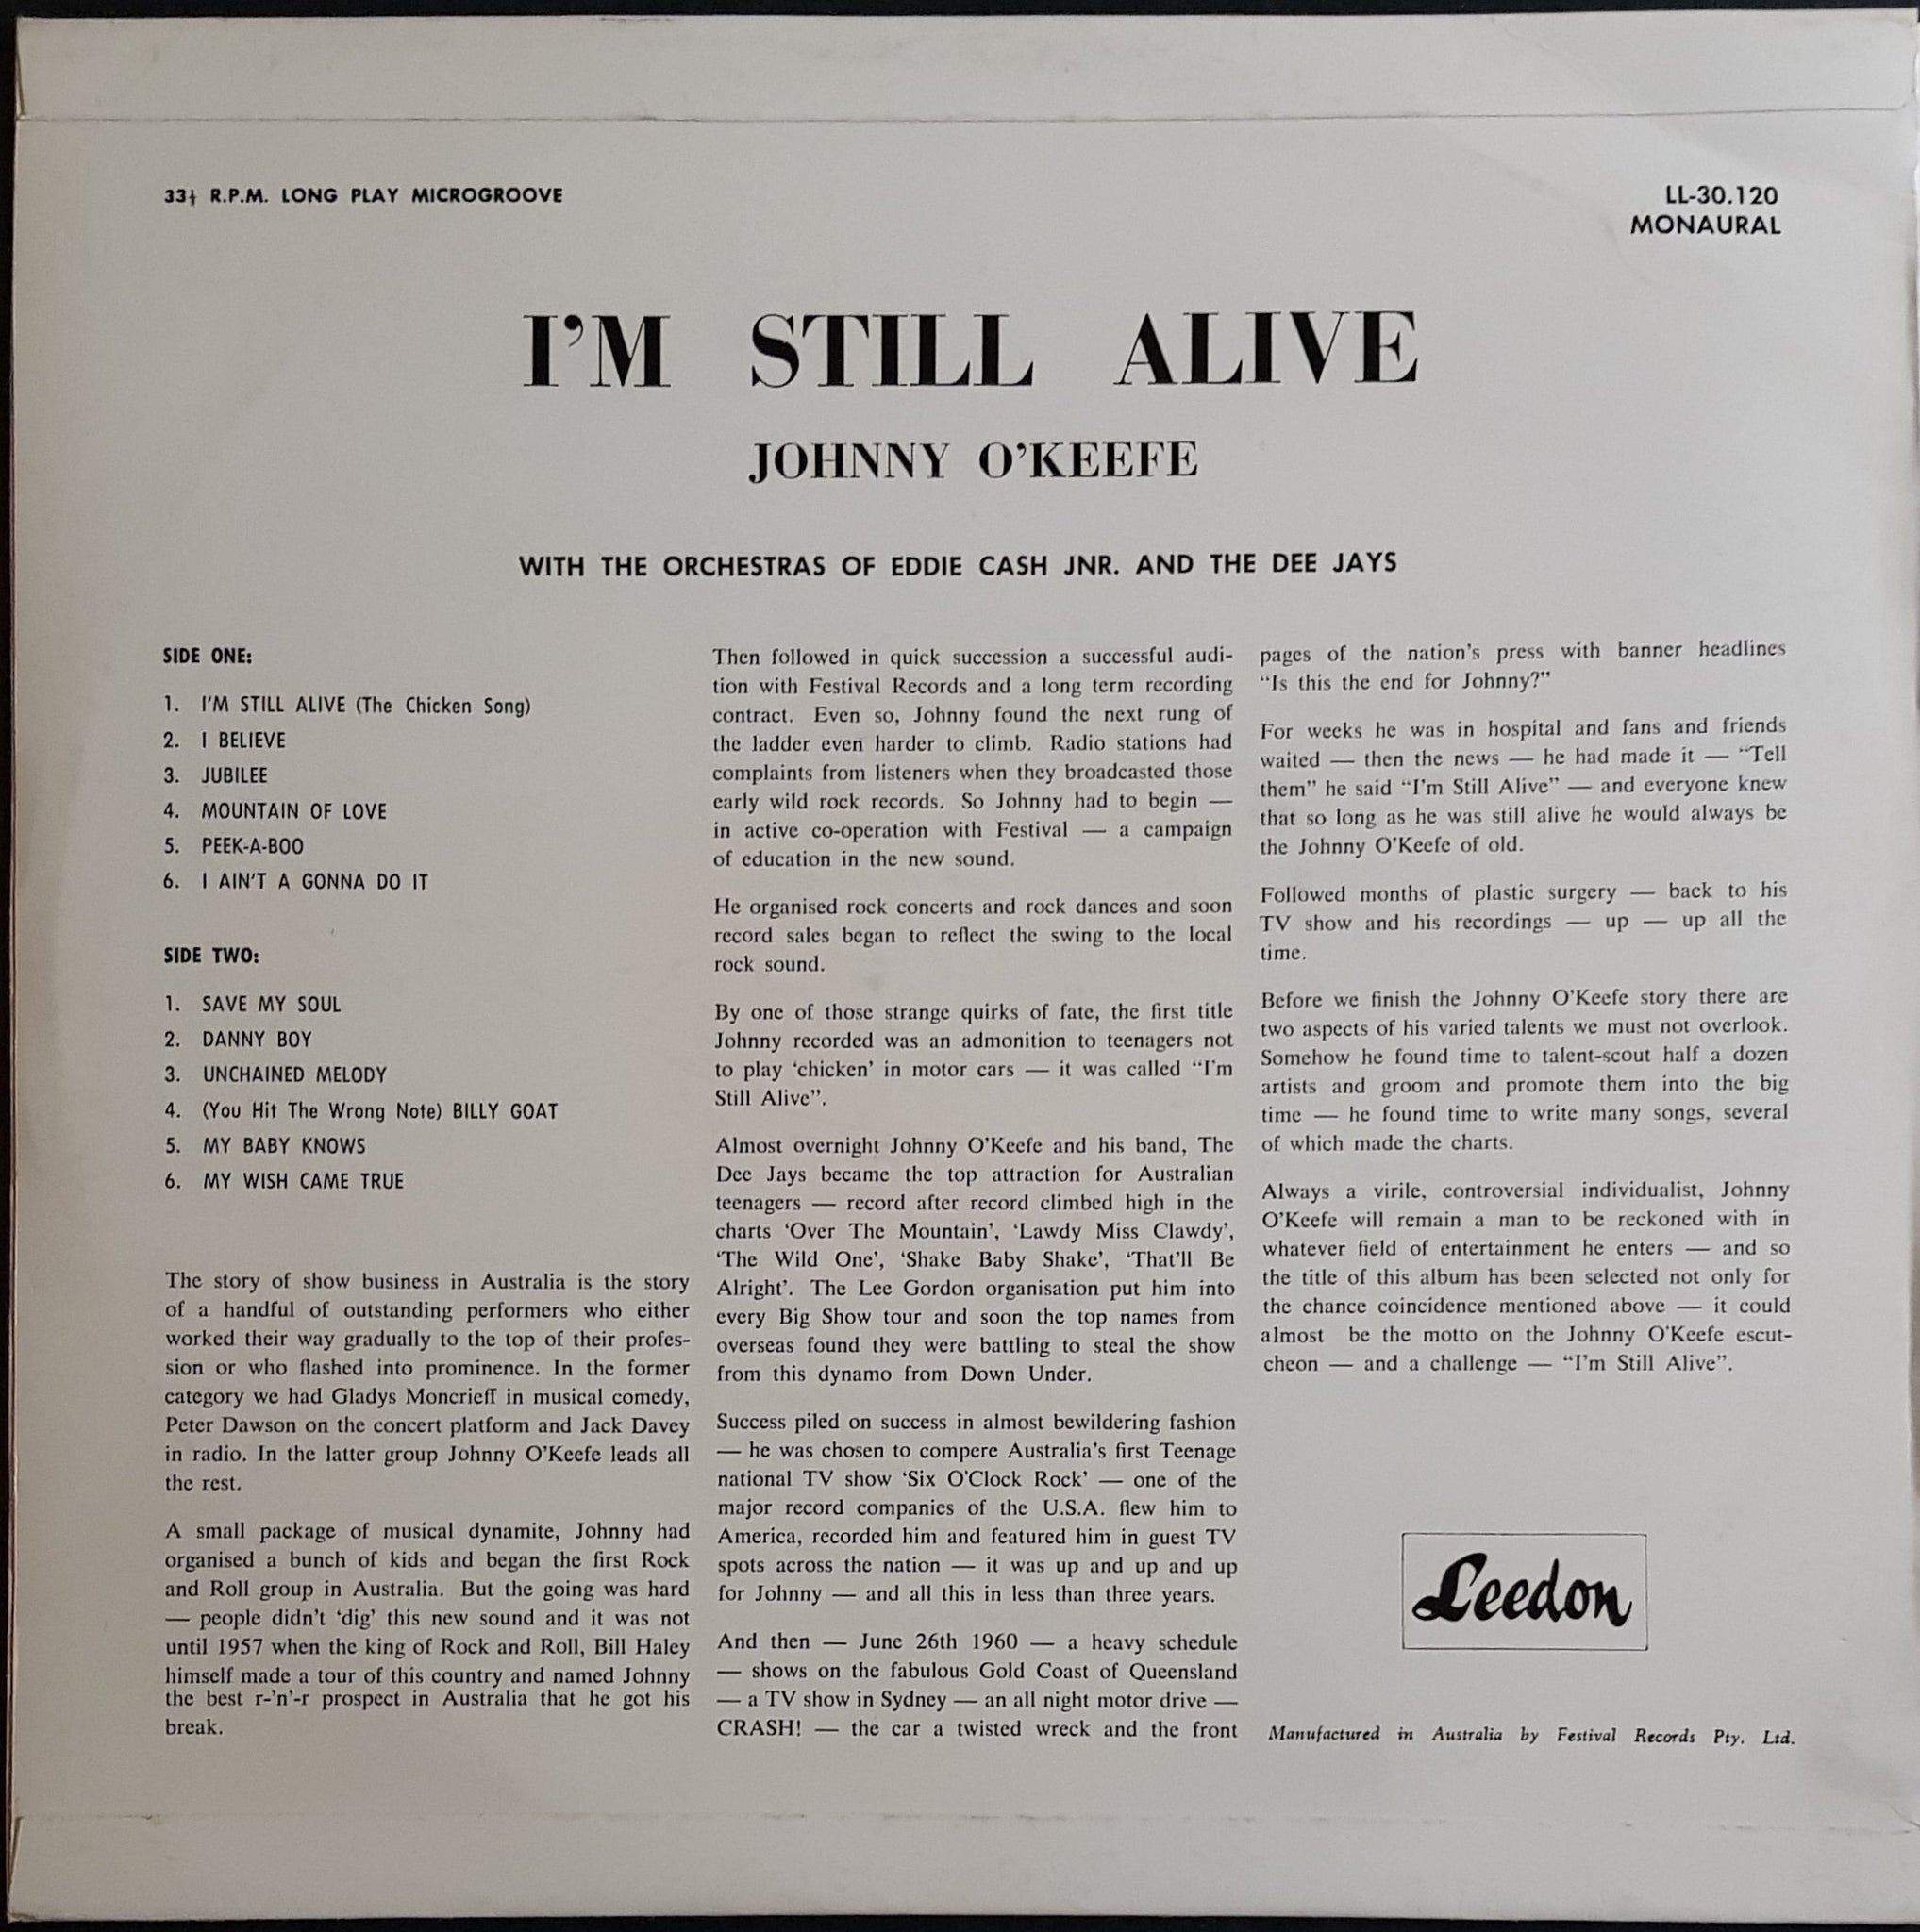 33⅓ R.P.M. LONG PLAY MICROGROOVE
LL-30.120
MONAURAL
I'M STILL ALIVE
JOHNNY O'KEEFE
WITH THE ORCHESTRAS OF EDDIE CASH JNR. AND THE DEE JAYS
SIDE ONE:
1. I'M STILL ALIVE (The Chicken Song)
2. I BELIEVE
3. JUBILEE
4. MOUNTAIN OF LOVE
5. PEEK-A-BOO
6. I AIN'T A GONNA DO IT
SIDE TWO:
1. SAVE MY SOUL
2. DANNY BOY
3. UNCHAINED MELODY
4. (You Hit The Wrong Note) BILLY GOAT
5. MY BABY KNOWS
6. MY WISH CAME TRUE
The story of show business in Australia is the story
of a handful of outstanding performers who either
worked their way gradually to the top of their profes-
sion or who flashed into prominence. In the former
category we had Gladys Moncrieff in musical comedy,
Peter Dawson on the concert platform and Jack Davey
in radio. In the latter group Johnny O'Keefe leads all
the rest.
A small package of musical dynamite, Johnny had
organised a bunch of kids and began the first Rock
and Roll group in Australia. But the going was hard
— people didn't 'dig' this new sound and it was not
until 1957 when the king of Rock and Roll, Bill Haley
himself made a tour of this country and named Johnny
the best r-'n'-r prospect in Australia that he got his
break.
Then followed in quick succession a successful audi-
tion with Festival Records and a long term recording
contract. Even so, Johnny found the next rung of
the ladder even harder to climb. Radio stations had
complaints from listeners when they broadcasted those
early wild rock records. So Johnny had to begin —
in active co-operation with Festival — a campaign
of education in the new sound.
He organised rock concerts and rock dances and soon
record sales began to reflect the swing to the local
rock sound.
By one of those strange quirks of fate, the first title
Johnny recorded was an admonition to teenagers not
to play 'chicken' in motor cars — it was called "I'm
Still Alive".
Almost overnight Johnny O'Keefe and his band, The
Dee Jays became the top attraction for Australian
teenagers — record after record climbed high in the
charts 'Over The Mountain', 'Lawdy Miss Clawdy',
'The Wild One', 'Shake Baby Shake', 'That'll Be
Alright'. The Lee Gordon organisation put him into
every Big Show tour and soon the top names from
overseas found they were battling to steal the show
from this dynamo from Down Under.
Success piled on success in almost bewildering fashion
— he was chosen to compere Australia's first Teenage
national TV show 'Six O'Clock Rock' — one of the
major record companies of the U.S.A. flew him to
America, recorded him and featured him in guest TV
spots across the nation — it was up and up and up
for Johnny — and all this in less than three years.
And then — June 26th 1960 — a heavy schedule
— shows on the fabulous Gold Coast of Queensland
— a TV show in Sydney — an all night motor drive —
CRASH! — the car a twisted wreck and the front
pages of the nation's press with banner headlines
"Is this the end for Johnny?"
For weeks he was in hospital and fans and friends
waited — then the news — he had made it — "Tell
them" he said "I'm Still Alive" — and everyone knew
that so long as he was still alive he would always be
the Johnny O'Keefe of old.
Followed months of plastic surgery — back to his
TV show and his recordings — up — up all the
time.
Before we finish the Johnny O'Keefe story there are
two aspects of his varied talents we must not overlook.
Somehow he found time to talent-scout half a dozen
artists and groom and promote them into the big
time — he found time to write many songs, several
of which made the charts.
Always a virile, controversial individualist, Johnny
O'Keefe will remain a man to be reckoned with in
whatever field of entertainment he enters — and so
the title of this album has been selected not only for
the chance coincidence mentioned above — it could
almost be the motto on the Johnny O'Keefe escut-
cheon — and a challenge — "I'm Still Alive".
Leedon
Manufactured in Australia by Festival Records Pty. Ltd.